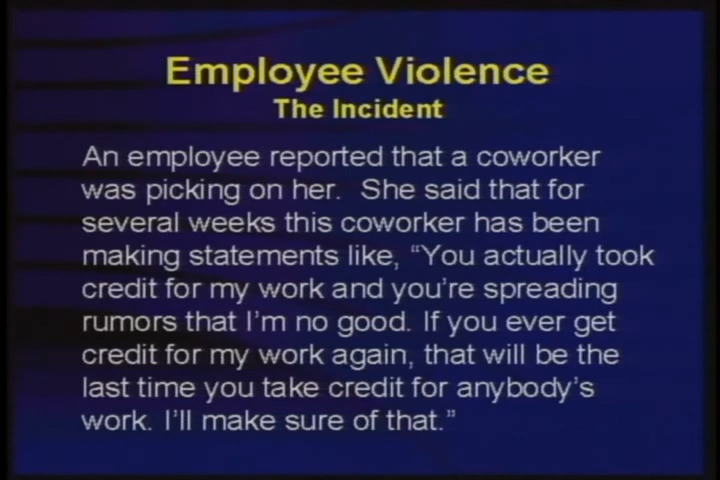 Employee Violence
The Incident
An employee reported that a coworker
was picking on her.  She said that for
several weeks this coworker has been
making statements like, “You actually took
credit for my work and you’re spreading
rumors that I’m no good. If you ever get
credit for my work again, that will be the
last time you take credit for anybody’s
work. I’ll make sure of that.”